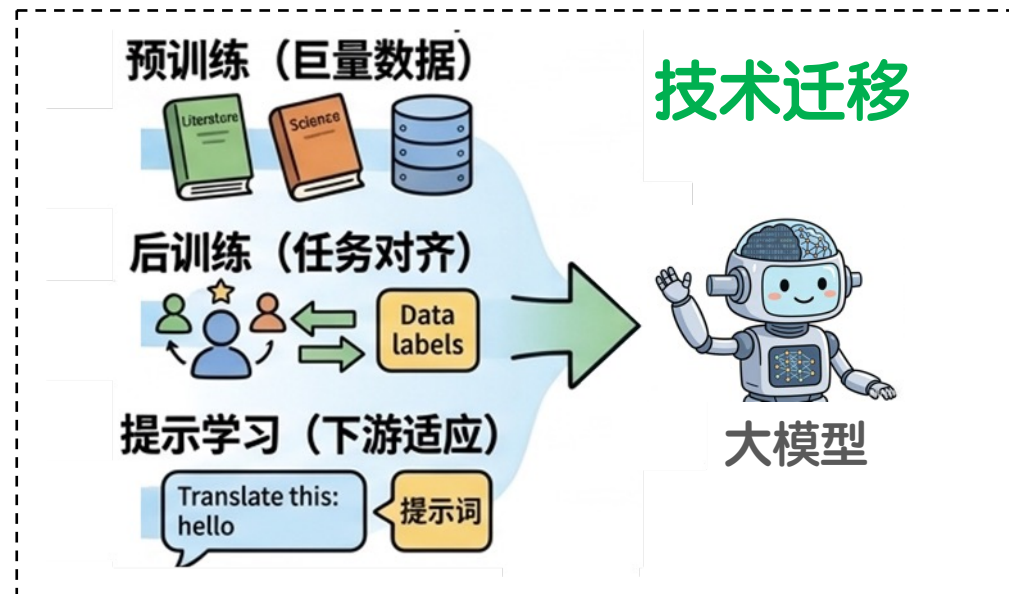 预训练（巨量数据）
技术迁移
Literature
Science
后训练（任务对齐）
Data
labels
提示学习（下游适应）
大模型
Translate this:
hello
提示词